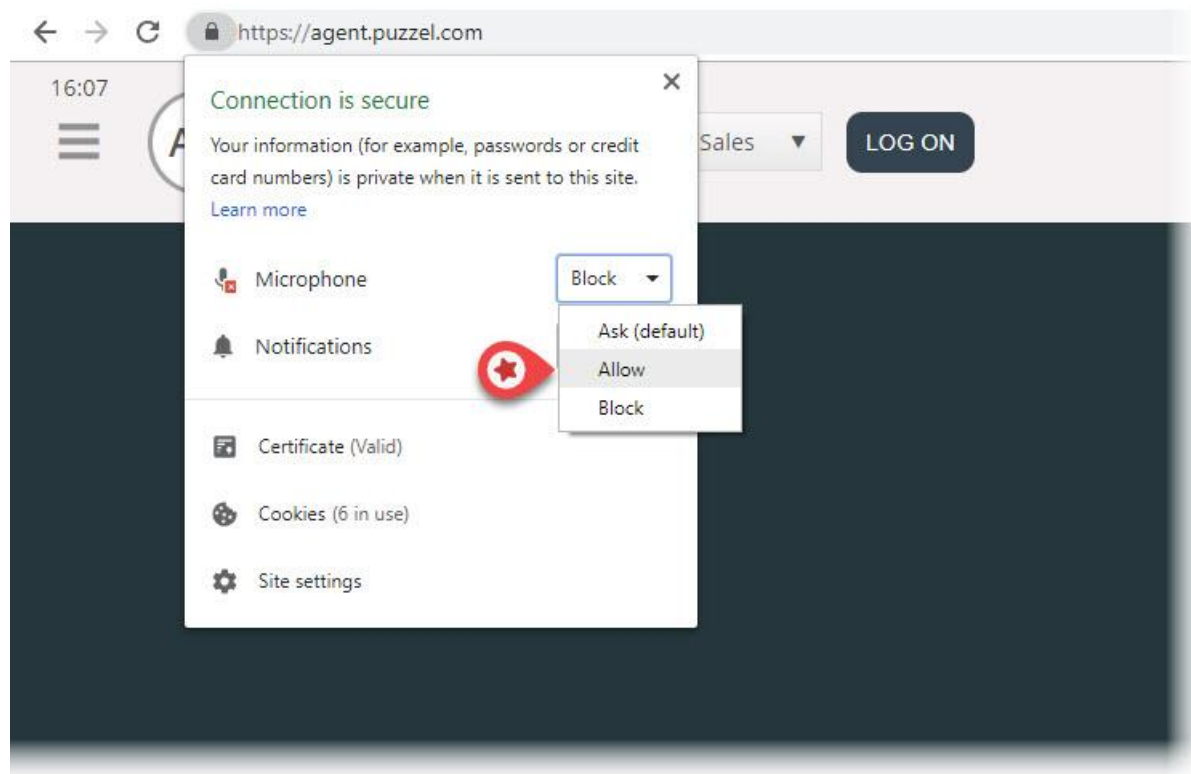 https://agent.puzzel.com
16:07
Connection is secure
Your information (for example, passwords or credit
card numbers) is private when it is sent to this site.
Learn more
Sales
LOG ON
Microphone
Block
Ask (default)
Notifications
Allow
Block
Certificate (Valid)
Cookies (6 in use)
Site settings